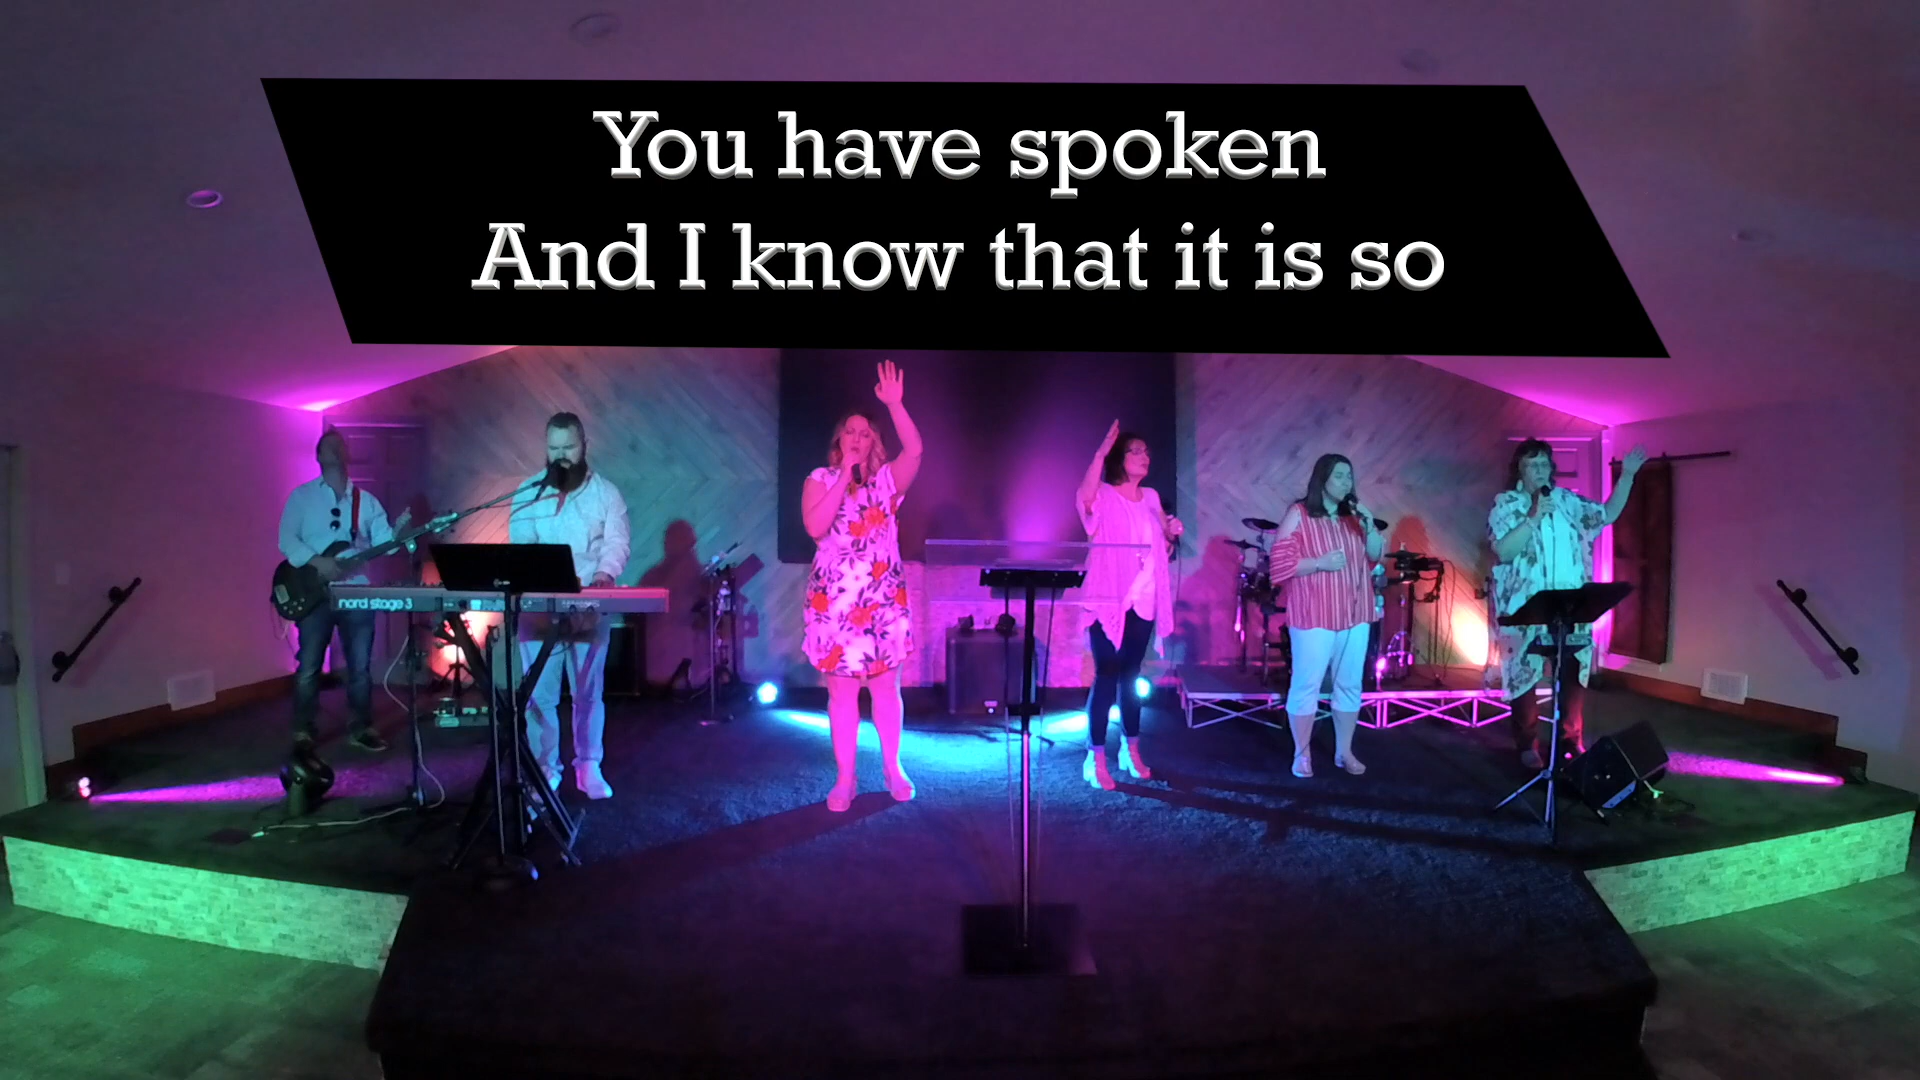 You have spoken
And I know that it is so
nord stage 3